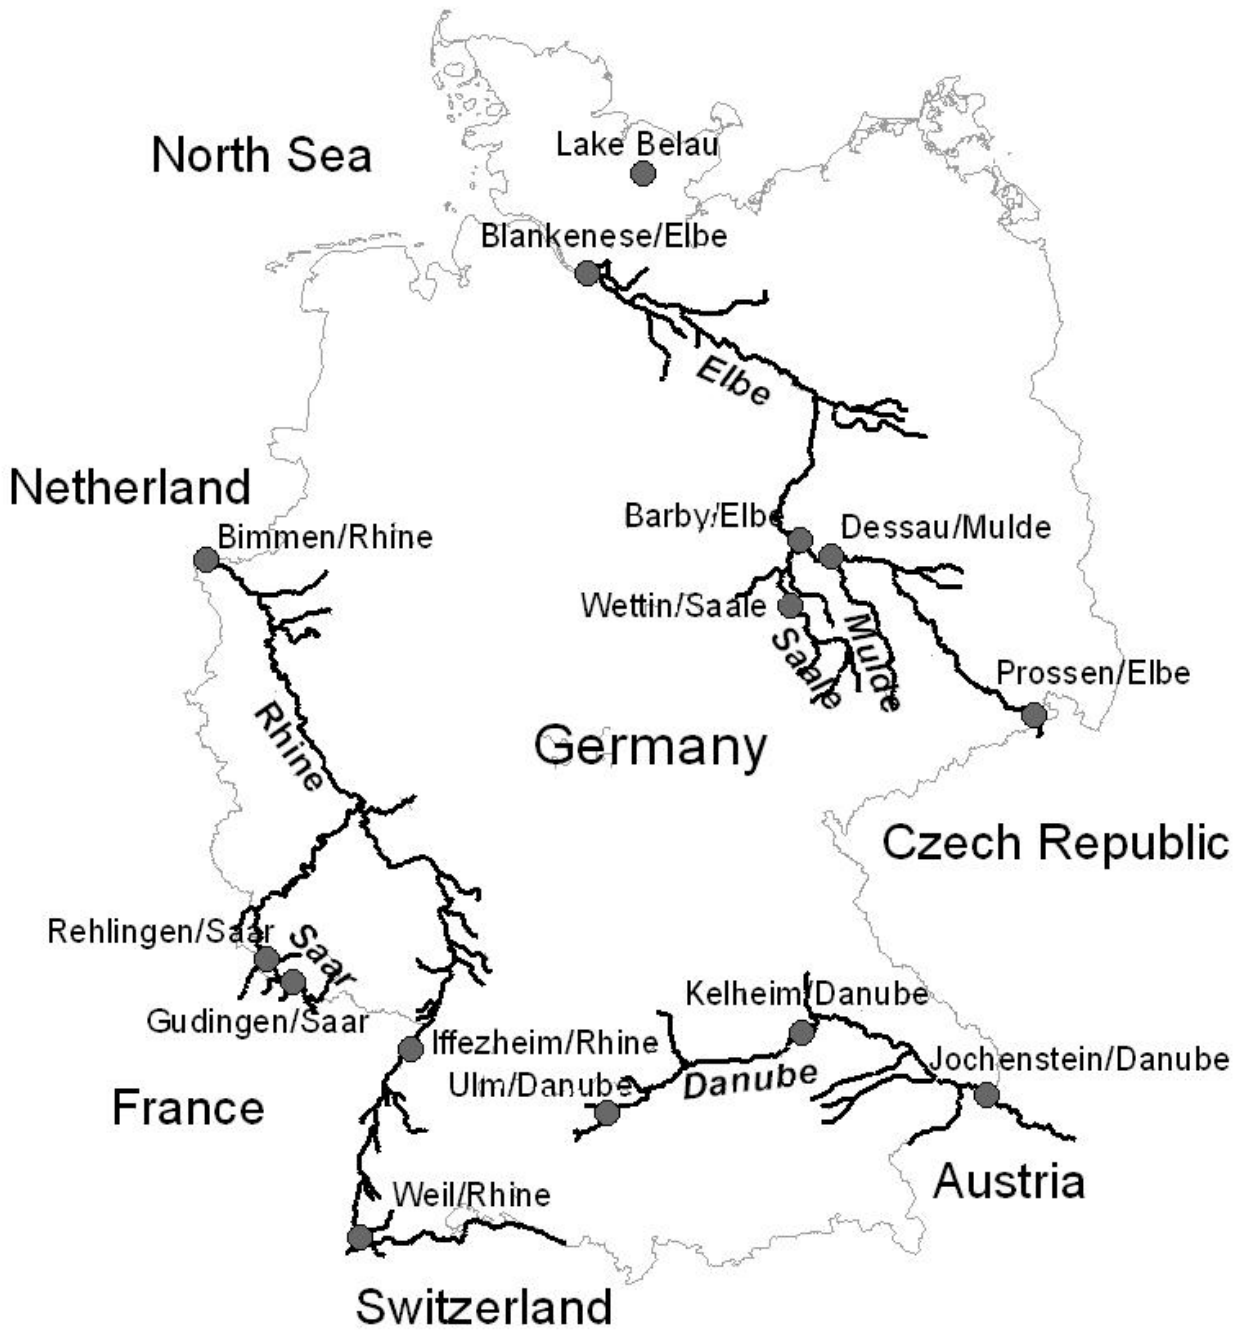 North Sea
Lake Belau
Blankenese/Elbe
Elbe
Netherland
Bimmen/Rhine
Barby/Elbe
Dessau/Mulde
Wettin/Saale
Saale
Mulde
Prossen/Elbe
Rhine
Germany
Czech Republic
Rehlingen/Saar
Saar
Gudingen/Saar
Kelheim/Danube
Iffezheim/Rhine
Jochenstein/Danube
Ulm/Danube
Danube
France
Austria
Weil/Rhine
Switzerland